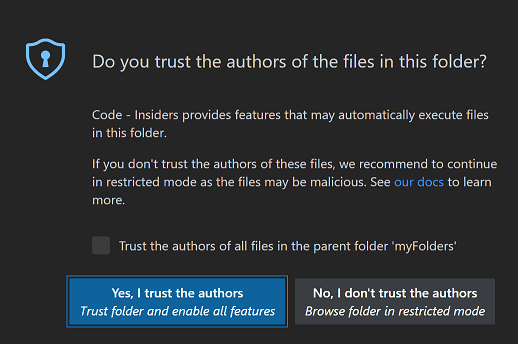 Do you trust the authors of the files in this folder?
Code - Insiders provides features that may automatically execute files
in this folder.
If you don't trust the authors of these files, we recommend to continue
in restricted mode as the files may be malicious. See our docs to learn
more.
Trust the authors of all files in the parent folder 'myFolders'
Yes, I trust the authors
Trust folder and enable all features
No, I don't trust the authors
Browse folder in restricted mode